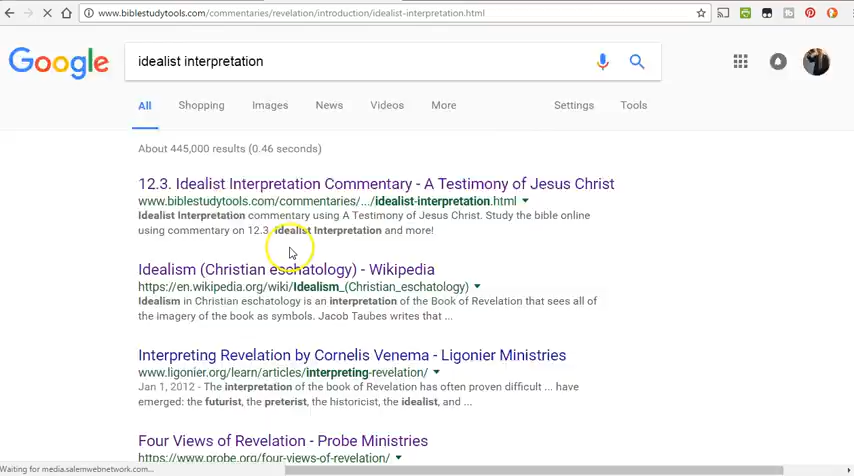 www.biblestudytools.com/commentaries/revelation/introduction/idealist-interpretation.html
Google
idealist interpretation
All Shopping Images News Videos More Settings Tools
About 445,000 results (0.46 seconds)
12.3. Idealist Interpretation Commentary - A Testimony of Jesus Christ
www.biblestudytools.com/commentaries/.../idealist-interpretation.html
Idealist Interpretation commentary using A Testimony of Jesus Christ. Study the bible online
using commentary on 12.3. Idealist Interpretation and more!
Idealism (Christian eschatology) - Wikipedia
https://en.wikipedia.org/wiki/Idealism_(Christian_eschatology)
Idealism in Christian eschatology is an interpretation of the Book of Revelation that sees all of
the imagery of the book as symbols. Jacob Taubes writes that ...
Interpreting Revelation by Cornelis Venema - Ligonier Ministries
www.ligonier.org/learn/articles/interpreting-revelation/
Jan 1, 2012 - The interpretation of the book of Revelation has often proven difficult ... have
emerged: the futurist, the preterist, the historicist, the idealist, and ...
Four Views of Revelation - Probe Ministries
https://www.probe.org/four-views-of-revelation/
Waiting for media.salemwebnetwork.com...